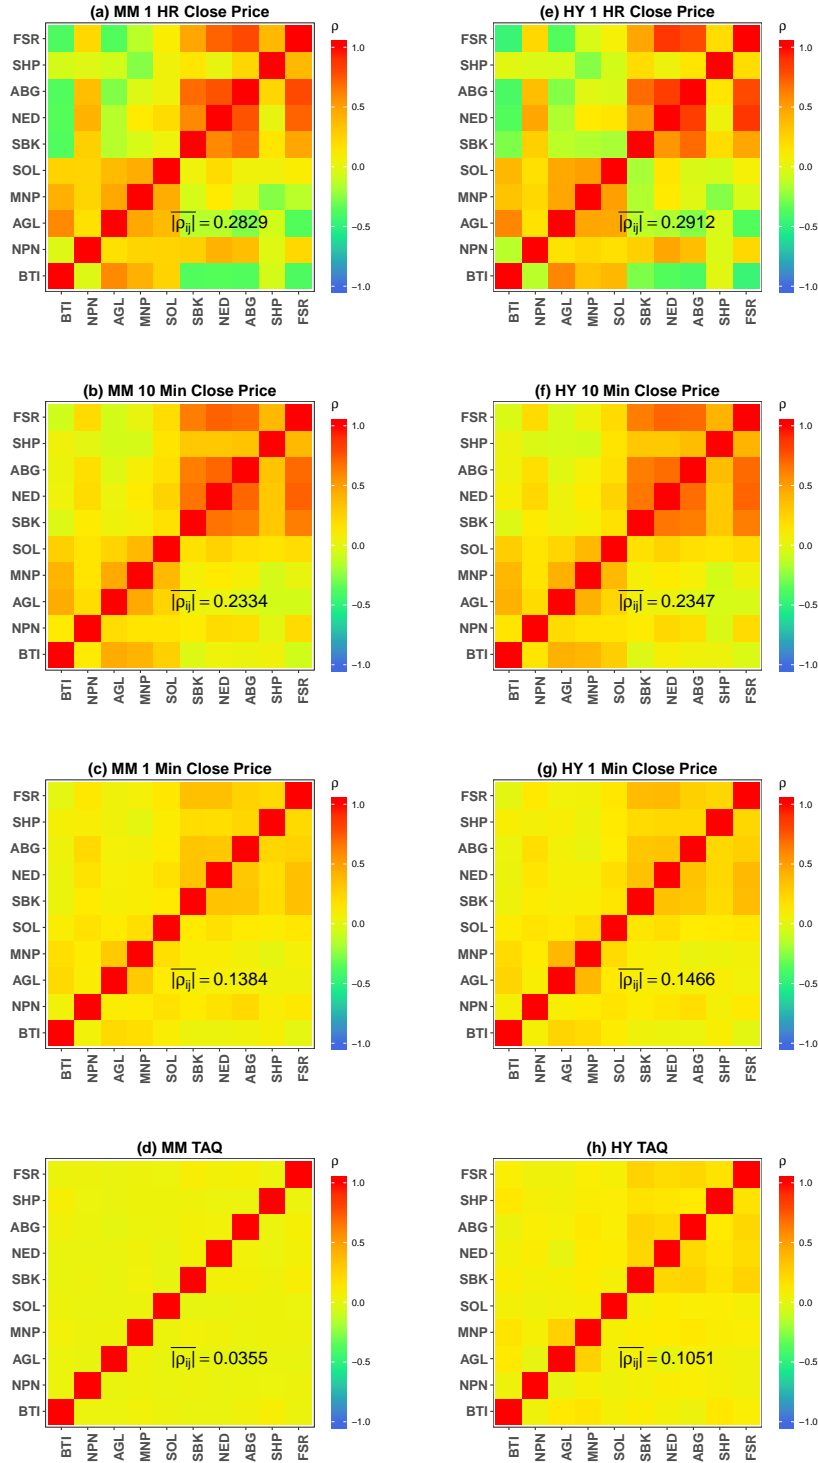 (a) MM 1 HR Close Price
ρ
FSR
SHP
ABG
NED
SBK
SOL
MNP
AGL
NPN
BTI
|ρij| = 0.2829
1.0
0.5
0.0
−0.5
−1.0
BTI
NPN
AGL
MNP
SOL
SBK
NED
ABG
SHP
FSR
(e) HY 1 HR Close Price
ρ
FSR
SHP
ABG
NED
SBK
SOL
MNP
AGL
NPN
BTI
|ρij| = 0.2912
1.0
0.5
0.0
−0.5
−1.0
BTI
NPN
AGL
MNP
SOL
SBK
NED
ABG
SHP
FSR
(b) MM 10 Min Close Price
ρ
FSR
SHP
ABG
NED
SBK
SOL
MNP
AGL
NPN
BTI
|ρij| = 0.2334
1.0
0.5
0.0
−0.5
−1.0
BTI
NPN
AGL
MNP
SOL
SBK
NED
ABG
SHP
FSR
(f) HY 10 Min Close Price
ρ
FSR
SHP
ABG
NED
SBK
SOL
MNP
AGL
NPN
BTI
|ρij| = 0.2347
1.0
0.5
0.0
−0.5
−1.0
BTI
NPN
AGL
MNP
SOL
SBK
NED
ABG
SHP
FSR
(c) MM 1 Min Close Price
ρ
FSR
SHP
ABG
NED
SBK
SOL
MNP
AGL
NPN
BTI
|ρij| = 0.1384
1.0
0.5
0.0
−0.5
−1.0
BTI
NPN
AGL
MNP
SOL
SBK
NED
ABG
SHP
FSR
(g) HY 1 Min Close Price
ρ
FSR
SHP
ABG
NED
SBK
SOL
MNP
AGL
NPN
BTI
|ρij| = 0.1466
1.0
0.5
0.0
−0.5
−1.0
BTI
NPN
AGL
MNP
SOL
SBK
NED
ABG
SHP
FSR
(d) MM TAQ
ρ
FSR
SHP
ABG
NED
SBK
SOL
MNP
AGL
NPN
BTI
|ρij| = 0.0355
1.0
0.5
0.0
−0.5
−1.0
BTI
NPN
AGL
MNP
SOL
SBK
NED
ABG
SHP
FSR
(h) HY TAQ
ρ
FSR
SHP
ABG
NED
SBK
SOL
MNP
AGL
NPN
BTI
|ρij| = 0.1051
1.0
0.5
0.0
−0.5
−1.0
BTI
NPN
AGL
MNP
SOL
SBK
NED
ABG
SHP
FSR